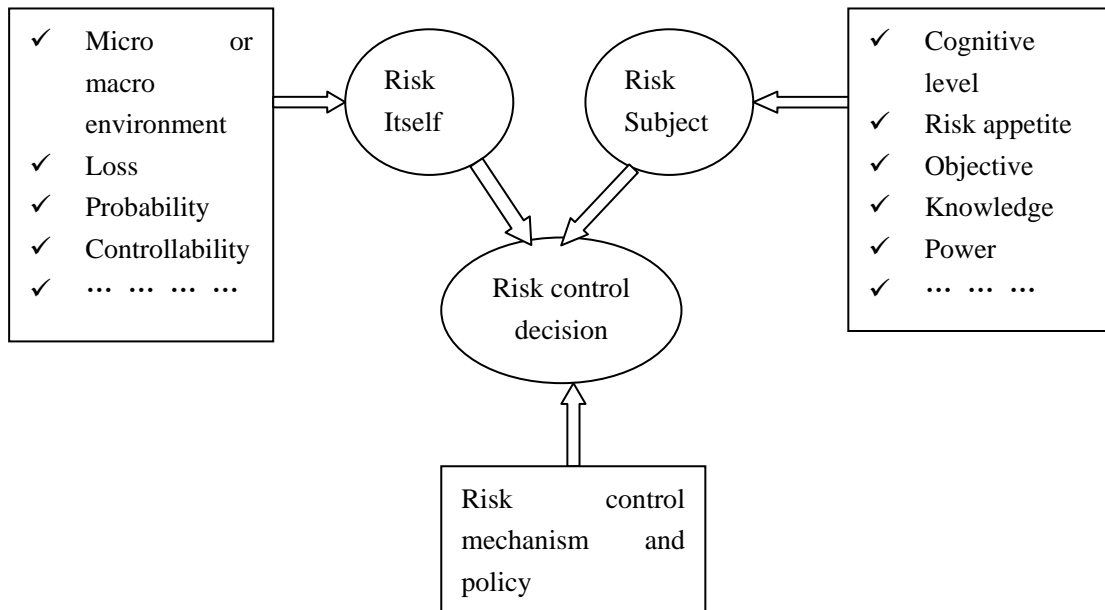 ✓ Micro or
macro
environment
✓ Loss
✓ Probability
✓ Controllability
✓ … … … …
Risk
Itself
Risk
Subject
✓ Cognitive
level
✓ Risk appetite
✓ Objective
✓ Knowledge
✓ Power
✓ … … …
Risk control
decision
Risk control
mechanism and
policy